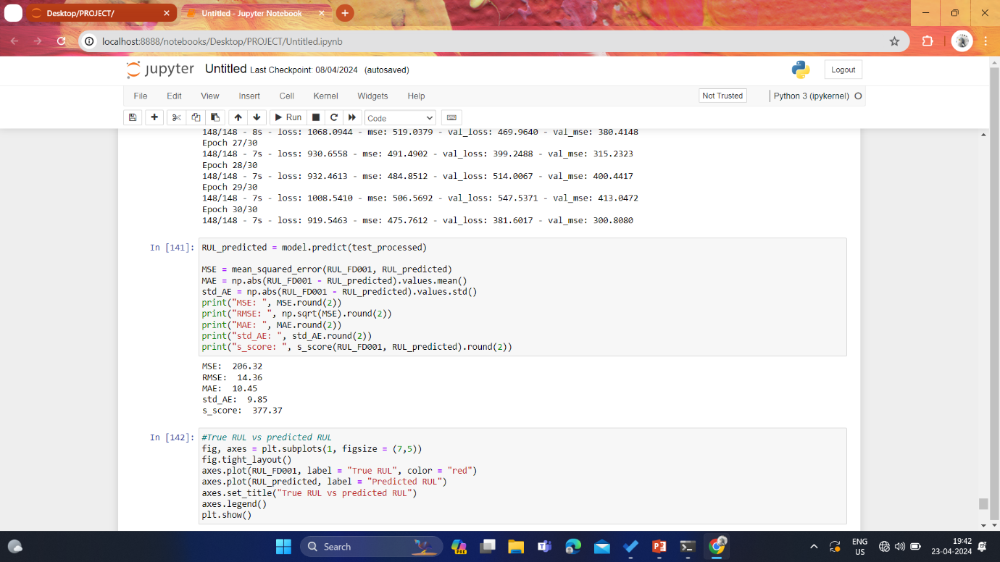 Desktop/PROJECT/
Untitled - Jupyter Notebook
localhost:8888/notebooks/Desktop/PROJECT/Untitled.ipynb
jupyter Untitled Last Checkpoint: 08/04/2024 (autosaved)
Logout
File Edit View Insert Cell Kernel Widgets Help
Not Trusted
Python 3 (ipykernel)
Run
Code
148/148 - 8s - loss: 1068.0944 - mse: 519.0379 - val_loss: 469.9640 - val_mse: 380.4148
Epoch 27/30
148/148 - 7s - loss: 930.6558 - mse: 491.4902 - val_loss: 399.2488 - val_mse: 315.2323
Epoch 28/30
148/148 - 7s - loss: 932.4613 - mse: 484.8512 - val_loss: 514.0067 - val_mse: 400.4417
Epoch 29/30
148/148 - 7s - loss: 1008.5410 - mse: 506.5692 - val_loss: 547.5371 - val_mse: 413.0472
Epoch 30/30
148/148 - 7s - loss: 919.5463 - mse: 475.7612 - val_loss: 381.6017 - val_mse: 300.8080
In [141]: RUL_predicted = model.predict(test_processed)
MSE = mean_squared_error(RUL_FD001, RUL_predicted)
MAE = np.abs(RUL_FD001 - RUL_predicted).values.mean()
std_AE = np.abs(RUL_FD001 - RUL_predicted).values.std()
print("MSE: ", MSE.round(2))
print("RMSE: ", np.sqrt(MSE).round(2))
print("MAE: ", MAE.round(2))
print("std_AE: ", std_AE.round(2))
print("s_score: ", s_score(RUL_FD001, RUL_predicted).round(2))
MSE: 206.32
RMSE: 14.36
MAE: 10.45
std_AE: 9.85
s_score: 377.37
In [142]: #True RUL vs predicted RUL
fig, axes = plt.subplots(1, figsize = (7,5))
fig.tight_layout()
axes.plot(RUL_FD001, label = "True RUL", color = "red")
axes.plot(RUL_predicted, label = "Predicted RUL")
axes.set_title("True RUL vs predicted RUL")
axes.legend()
plt.show()
Search
PRE
ENG
US
19:42
23-04-2024